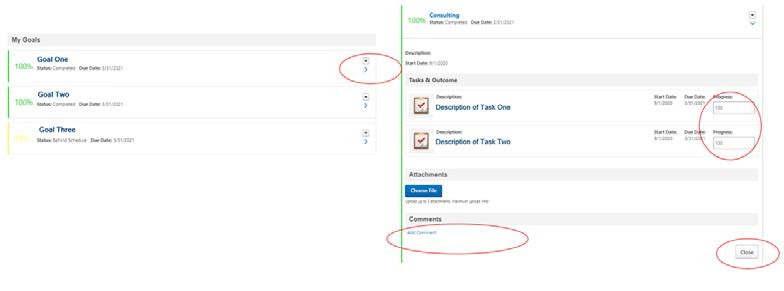 My Goals
100%
Goal One
Status: Completed Due Date: 3/31/2021
100%
Goal Two
Status: Completed Due Date: 3/31/2021
Goal Three
Status: Behind Schedule Due Date: 3/31/2021
100%
Consulting
Status: Completed Due Date: 3/31/2021
Description:
Start Date: 9/1/2020
Tasks & Outcome
Description: Start Date: Due Date: Progress:
Description of Task One 9/1/2020 3/31/2021 100
Description: Start Date: Due Date: Progress:
Description of Task Two 9/1/2020 3/31/2021 100
Attachments
Choose File
Upload up to 3 attachments. Maximum Upload
Comments
Add Comment
Close